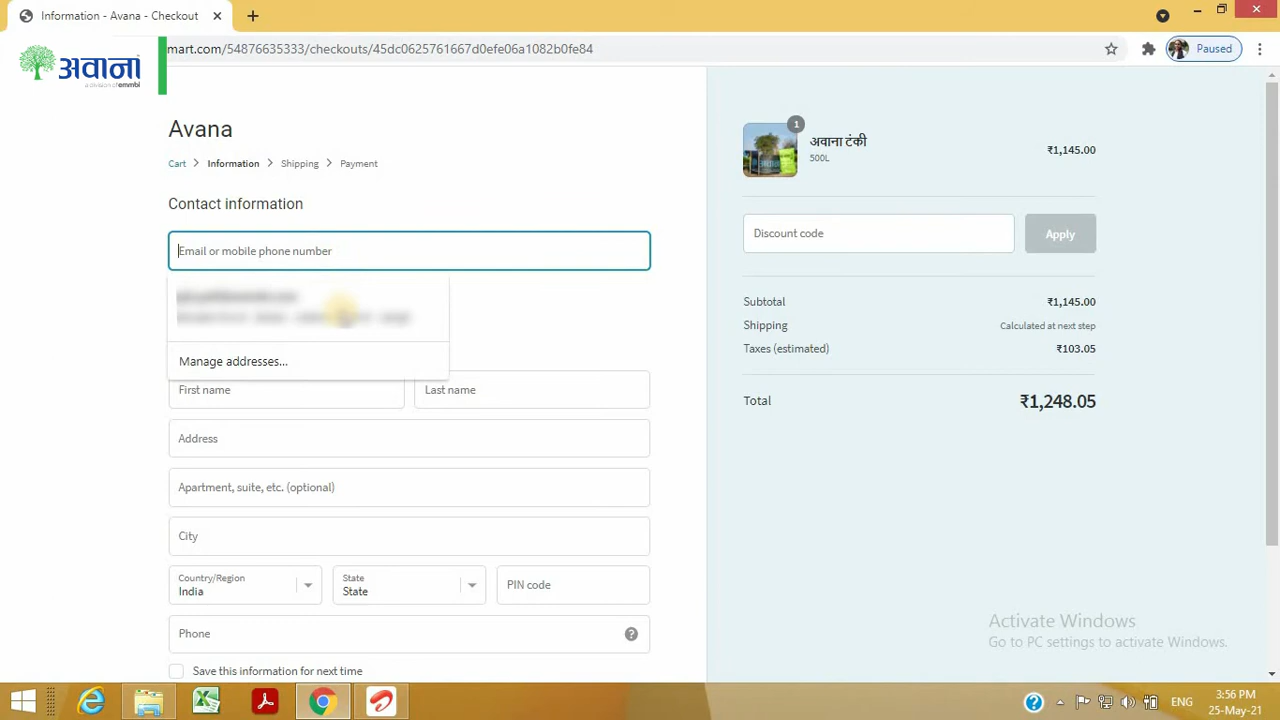 Information - Avana - Checkout
mart.com/54876635333/checkouts/45dc0625761667d0efe06a1082b0fe84
Paused
अवाना
a division of emmbi
Avana
Cart > Information > Shipping > Payment
Contact information
Email or mobile phone number
Manage addresses...
First name
Last name
Address
Apartment, suite, etc. (optional)
City
Country/Region
India
State
State
PIN code
Phone
Save this information for next time
1
अवाना टंकी
500L
₹1,145.00
Discount code
Apply
Subtotal ₹1,145.00
Shipping Calculated at next step
Taxes (estimated) ₹103.05
Total ₹1,248.05
Activate Windows
Go to PC settings to activate Windows.
ENG
3:56 PM
25-May-21